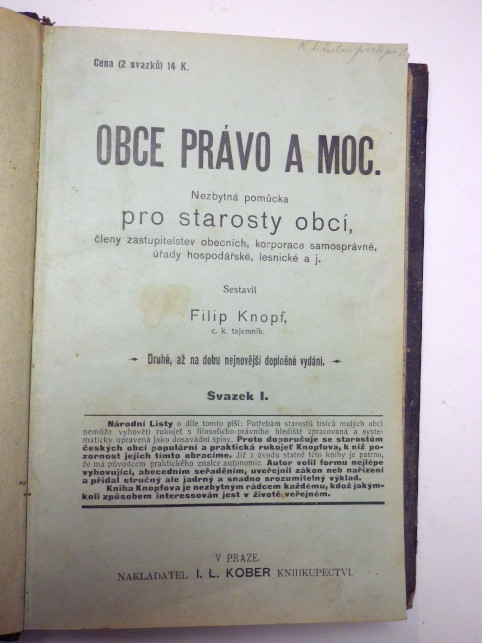 Cena (2 svazků) 14 K.
OBCE PRÁVO A MOC.
Nezbytná pomůcka
pro starosty obcí,
členy zastupitelstev obecních, korporace samosprávné,
úřady hospodářské, lesnické a j.
Sestavil
Filip Knopf,
c. k. tajemník.
Druhé, až na dobu nejnovější doplněné vydání.
Svazek I.
Národní Listy o díle tomto píší: Potřebám starostů tisíců malých obcí
nemůže vyhověti rukojeť s filosoficko-právního hlediště zpracovaná a syste-
maticky upravená jako dosavádní spisy. Proto doporučuje se starostům
českých obcí populární a praktická rukojeť Knopfova, k níž po-
zornost jejich tímto obracíme. Již z úvodu statně této knihy je patrno,
že má původcem praktického znalce autonomie. Autor volil formu nejlépe
vyhovující, abecedním seřaděním, uveřejnil zákon neb nařízení
a přidal stručný ale jadrný a snadno srozumitelný výklad.
Kniha Knopfova je nezbytným rádcem každému, kdož jakým-
koli způsobem interessován jest v životě veřejném.
V PRAZE.
NAKLADATEL I. L. KOBER KNIHKUPECTVÍ.